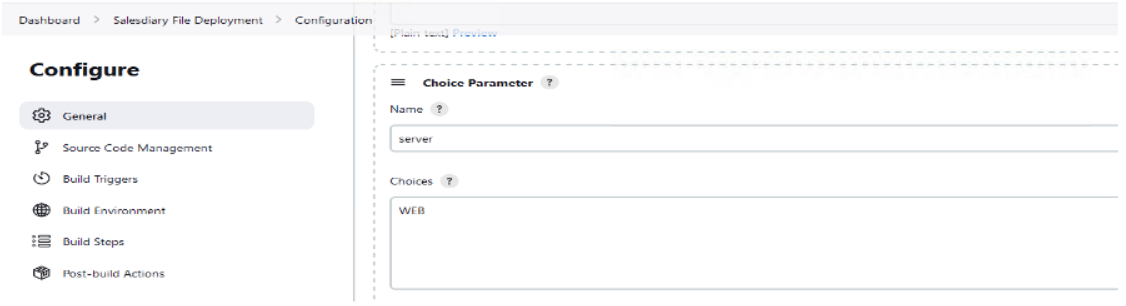 Dashboard > Salesdiary File Deployment > Configuration
[Plain text] Preview
Configure
General
Source Code Management
Build Triggers
Build Environment
Build Steps
Post-build Actions
Choice Parameter ?
Name ?
server
Choices ?
WEB